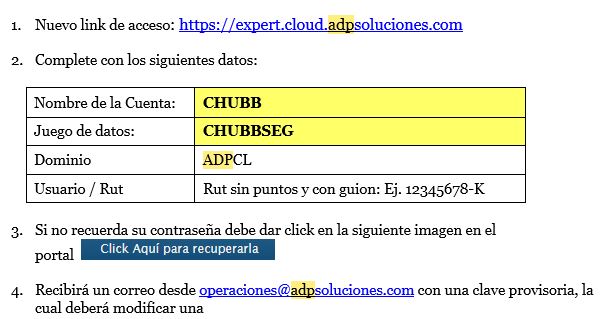 1. Nuevo link de acceso: https://expert.cloud.adpsoluciones.com
2. Complete con los siguientes datos:
Nombre de la Cuenta: CHUBB
Juego de datos: CHUBBSEG
Dominio ADPCL
Usuario / Rut Rut sin puntos y con guion: Ej. 12345678-K
3. Si no recuerda su contraseña debe dar click en la siguiente imagen en el
portal Click Aquí para recuperarla
4. Recibirá un correo desde operaciones@adpsoluciones.com con una clave provisoria, la
cual deberá modificar una